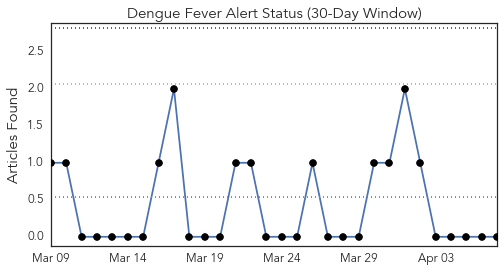 Dengue Fever Alert Status (30-Day Window)
Articles Found
2.5
2.0
1.5
1.0
0.5
0.0
Mar 09 Mar 14 Mar 19 Mar 24 Mar 29 Apr 03